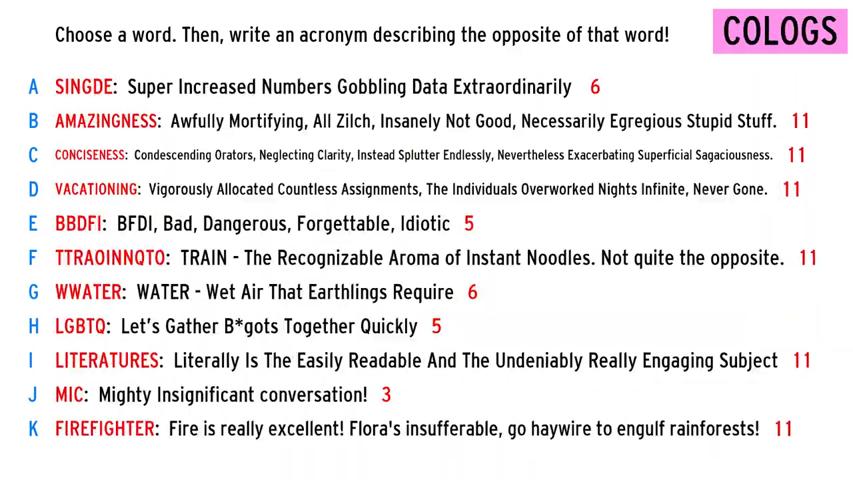 Choose a word. Then, write an acronym describing the opposite of that word!
COLOGS
A SINGDE: Super Increased Numbers Gobbling Data Extraordinarily 6
B AMAZINGNESS: Awfully Mortifying, All Zilch, Insanely Not Good, Necessarily Egregious Stupid Stuff. 11
C CONCISENESS: Condescending Orators, Neglecting Clarity, Instead Splutter Endlessly, Nevertheless Exacerbating Superficial Sagaciousness. 11
D VACATIONING: Vigorously Allocated Countless Assignments, The Individuals Overworked Nights Infinite, Never Gone. 11
E BBDFI: BFDI, Bad, Dangerous, Forgettable, Idiotic 5
F TTRAOINNQTO: TRAIN - The Recognizable Aroma of Instant Noodles. Not quite the opposite. 11
G WWATER: WATER - Wet Air That Earthlings Require 6
H LGBTQ: Let's Gather B*gots Together Quickly 5
I LITERATURES: Literally Is The Easily Readable And The Undeniably Really Engaging Subject 11
J MIC: Mighty Insignificant conversation! 3
K FIREFIGHTER: Fire is really excellent! Flora's insufferable, go haywire to engulf rainforests! 11